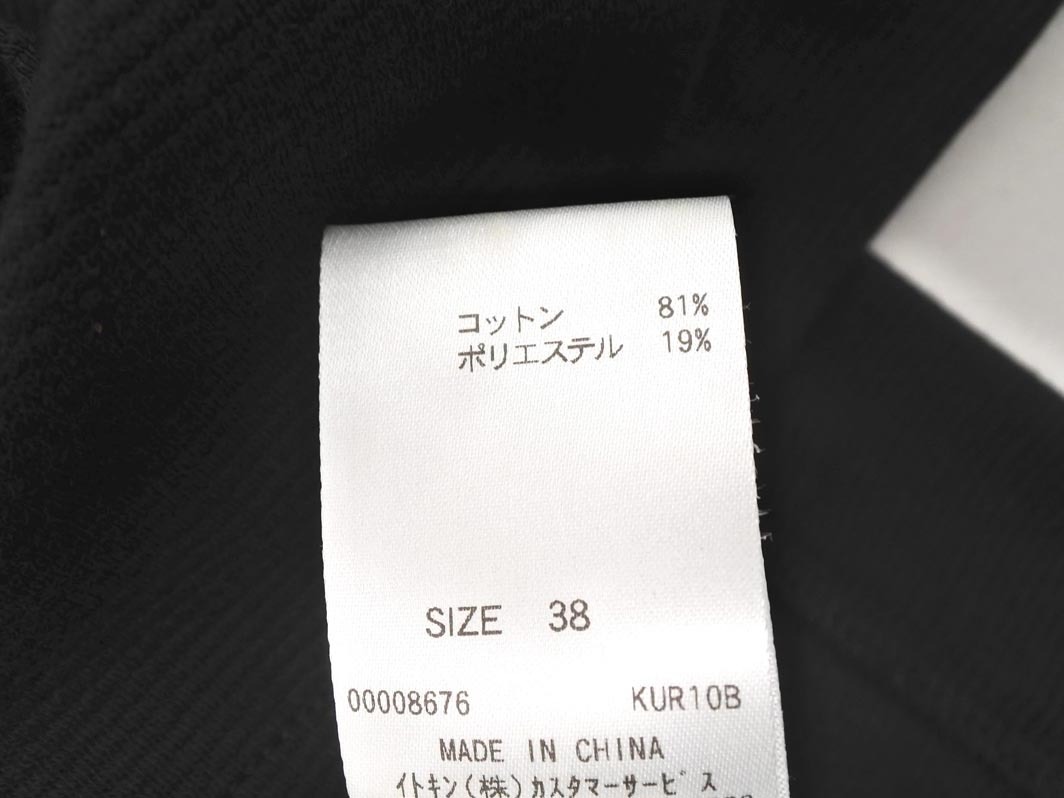 コットン 81%
ポリエステル 19%
SIZE 38
00008676 KUR10B
MADE IN CHINA
ｲﾄｷﾝ(株)ｶｽﾀﾏｰｻｰﾋﾞｽ